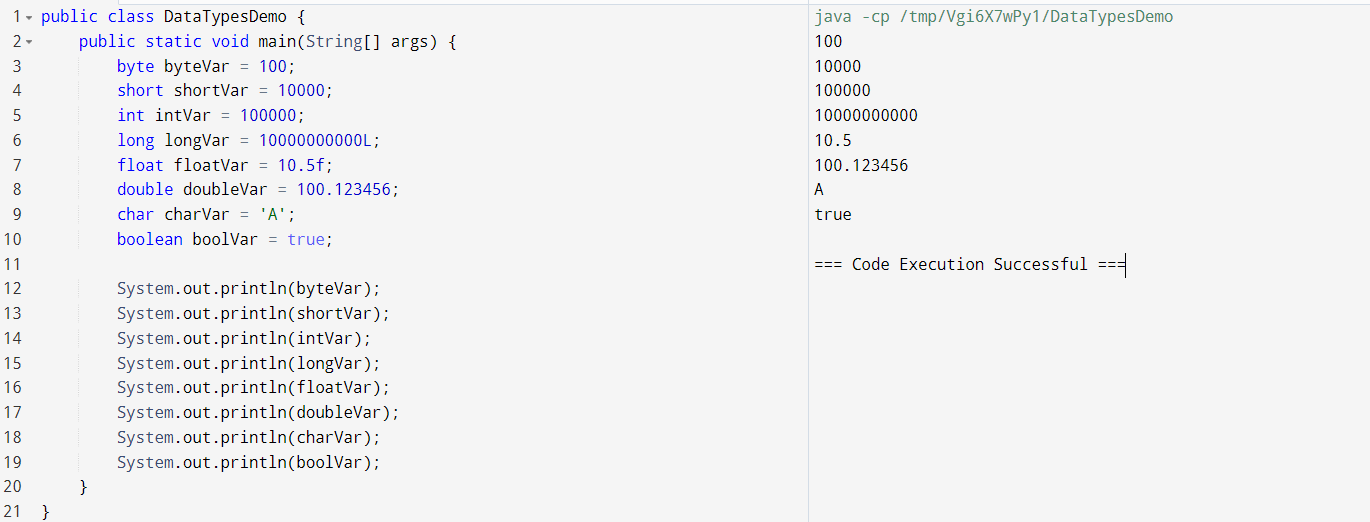 1 public class DataTypesDemo {
2     public static void main(String[] args) {
3         byte byteVar = 100;
4         short shortVar = 10000;
5         int intVar = 100000;
6         long longVar = 10000000000L;
7         float floatVar = 10.5f;
8         double doubleVar = 100.123456;
9         char charVar = 'A';
10         boolean boolVar = true;
11
12         System.out.println(byteVar);
13         System.out.println(shortVar);
14         System.out.println(intVar);
15         System.out.println(longVar);
16         System.out.println(floatVar);
17         System.out.println(doubleVar);
18         System.out.println(charVar);
19         System.out.println(boolVar);
20     }
21 }
java -cp /tmp/Vgi6X7wPy1/DataTypesDemo
100
10000
100000
10000000000
10.5
100.123456
A
true
=== Code Execution Successful ===